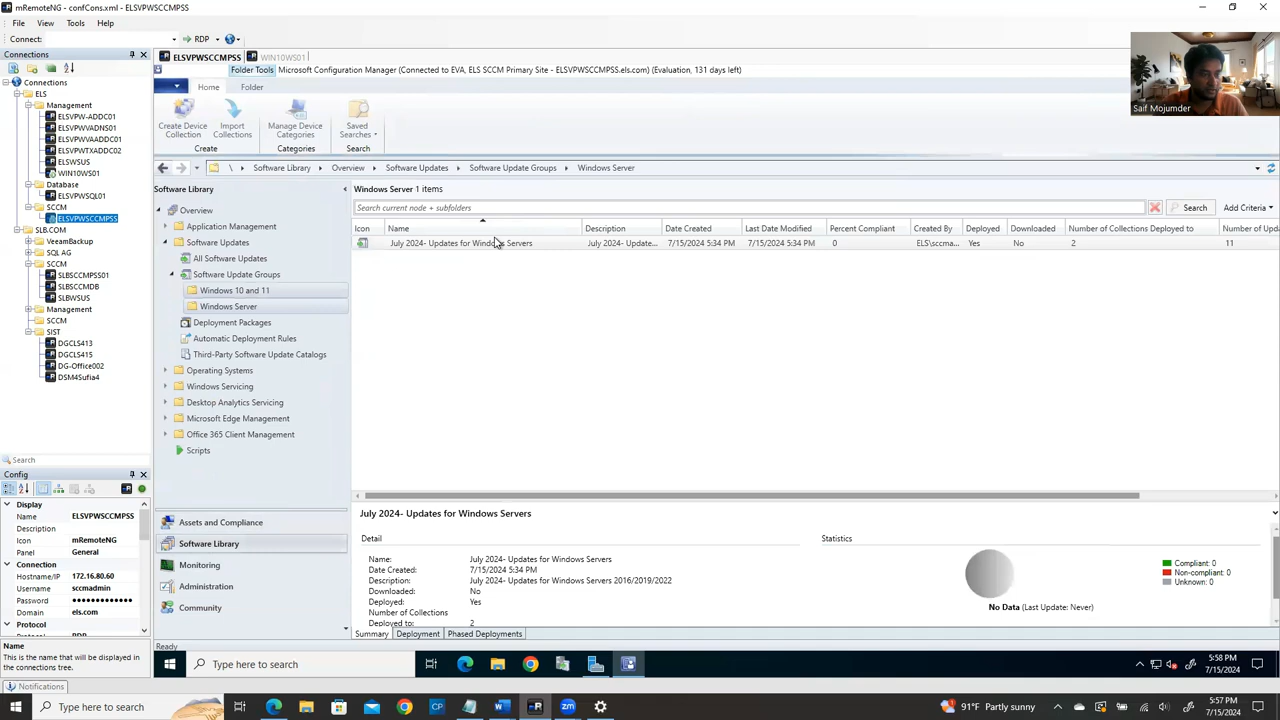 mRemoteNG - confCons.xml - ELSVPWSCCMPSS
File View Tools Help
Connect: RDP
Connections
Connections
ELS
Management
ELSVPW-ADDC01
ELSVPWVADNS01
ELSVPWVAADDC01
ELSVPWTXADDC02
ELSWSUS
WIN10WS01
Database
ELSVPWSQL01
SCCM
ELSVPWSCCMPSS
SLB.COM
VeeamBackup
SQL AG
SCCM
SLBSCCMPSS01
SLBSCCMDB
SLBWSUS
Management
SCCM
SIST
DGCLS413
DGCLS415
DG-Office002
DSM4Sufia4
Search
Config
Display
Name ELSVPWSCCMPSS
Description
Icon mRemoteNG
Panel General
Connection
Hostname/IP 172.16.80.60
Username sccmadmin
Password ●●●●●●●●●●●●●
Domain els.com
Protocol
Name
This is the name that will be displayed in
the connections tree.
Notifications
ELSVPWSCCMPSS WIN10WS01
Folder Tools Microsoft Configuration Manager (Connected to EVA, ELS SCCM Primary Site - ELSVPWSCCMPSS.els.com) (Evaluation, 131 days left)
Home Folder
Create Device
Collection
Import
Collections
Manage Device
Categories
Saved
Searches
Create Categories Search
\ Software Library Overview Software Updates Software Update Groups Windows Server
Software Library
Overview
Application Management
Software Updates
All Software Updates
Software Update Groups
Windows 10 and 11
Windows Server
Deployment Packages
Automatic Deployment Rules
Third-Party Software Update Catalogs
Operating Systems
Windows Servicing
Desktop Analytics Servicing
Microsoft Edge Management
Office 365 Client Management
Scripts
Assets and Compliance
Software Library
Monitoring
Administration
Community
Ready
Windows Server 1 items
Search current node + subfolders Search Add Criteria
Icon Name Description Date Created Last Date Modified Percent Compliant Created By Deployed Downloaded Number of Collections Deployed to Number of Upd
July 2024- Updates for Windows Servers July 2024- Update... 7/15/2024 5:34 PM 7/15/2024 5:34 PM 0 ELS\sccma... Yes No 2 11
July 2024- Updates for Windows Servers
Detail
Name: July 2024- Updates for Windows Servers
Date Created: 7/15/2024 5:34 PM
Description: July 2024- Updates for Windows Servers 2016/2019/2022
Downloaded: No
Deployed: Yes
Number of Collections
Deployed to: 2
Statistics
Compliant: 0
Non-compliant: 0
Unknown: 0
No Data (Last Update: Never)
Summary Deployment Phased Deployments
Saif Mojumder
Type here to search
5:58 PM
7/15/2024
Type here to search
91°F Partly sunny
5:57 PM
7/15/2024